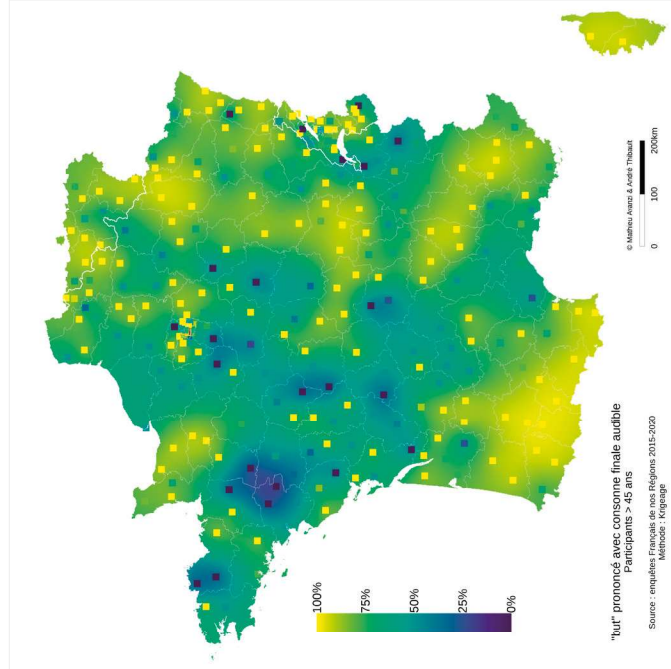 © Mathieu Avanzi & André Thibault
0 100 200km
100%
75%
50%
25%
0%
"but" prononcé avec consonne finale audible
Participants > 45 ans
Source : enquêtes Français de nos Régions 2015-2020
Méthode : Krigeage